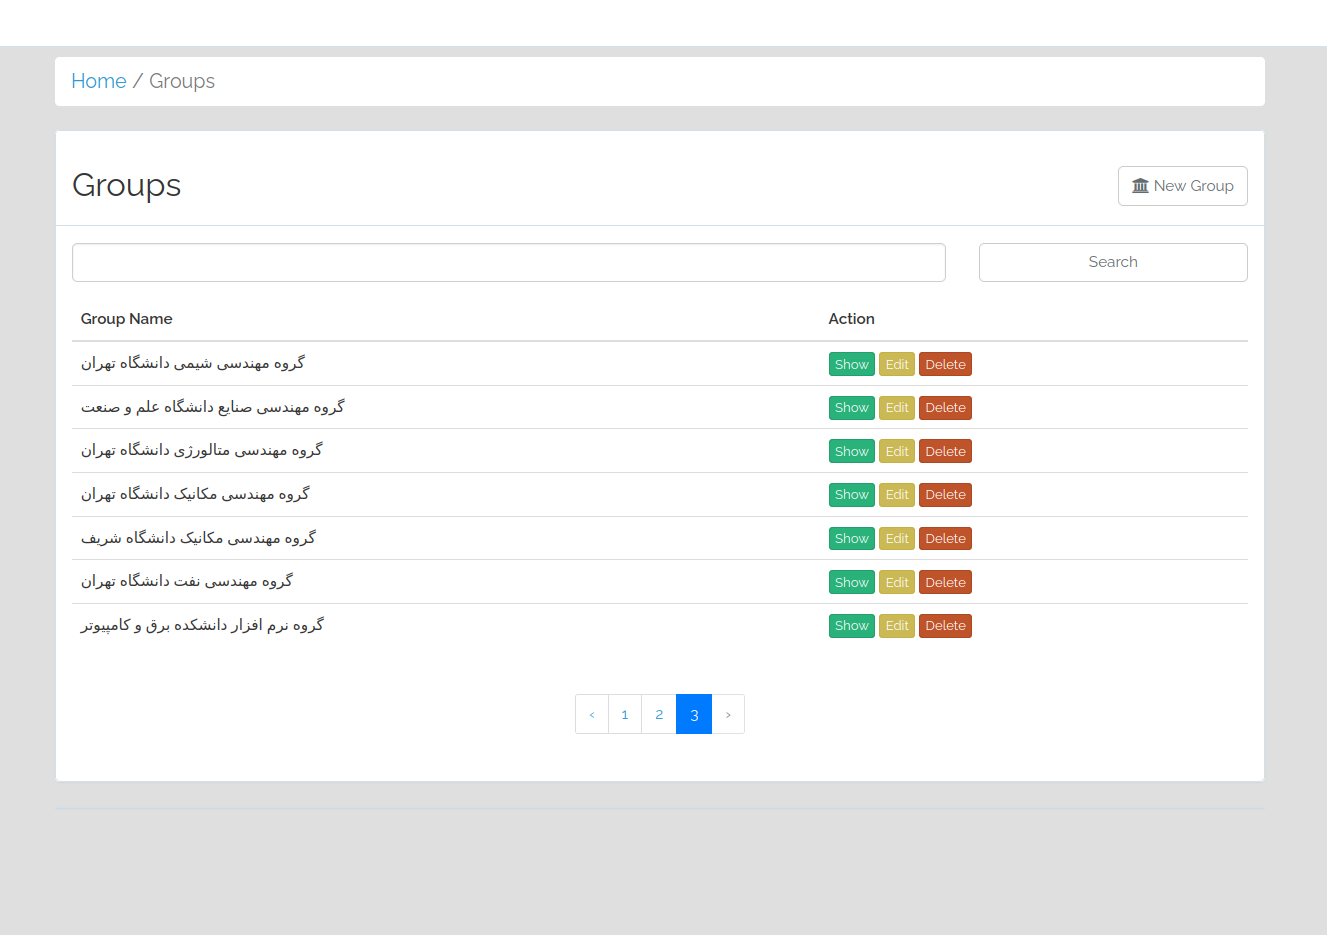 Home / Groups
Groups
New Group
Search
Group Name Action
گروه مهندسی شیمی دانشگاه تهران Show Edit Delete
گروه مهندسی صنایع دانشگاه علم و صنعت Show Edit Delete
گروه مهندسی متالورژی دانشگاه تهران Show Edit Delete
گروه مهندسی مکانیک دانشگاه تهران Show Edit Delete
گروه مهندسی مکانیک دانشگاه شریف Show Edit Delete
گروه مهندسی نفت دانشگاه تهران Show Edit Delete
گروه نرم افزار دانشکده برق و کامپیوتر Show Edit Delete
‹ 1 2 3 ›